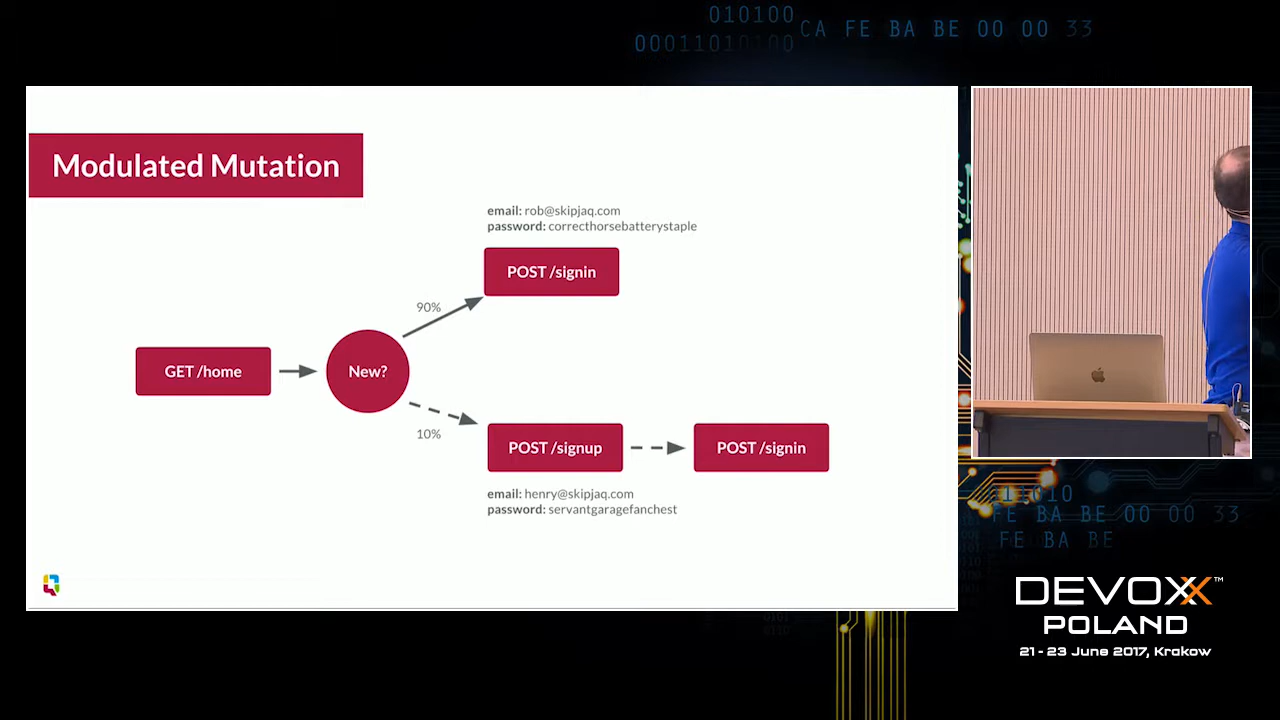 010100
00011010100
CA FE BA BE 00 00 33
Modulated Mutation
email: rob@skipjaq.com
password: correcthorsebatterystaple
POST /signin
90%
GET /home
New?
10%
POST /signup
POST /signin
email: henry@skipjaq.com
password: servantgaragefanchest
011010
FE BA BE 00 00 33
FE BA BE
DEVOXX™
POLAND
21 - 23 June 2017, Krakow